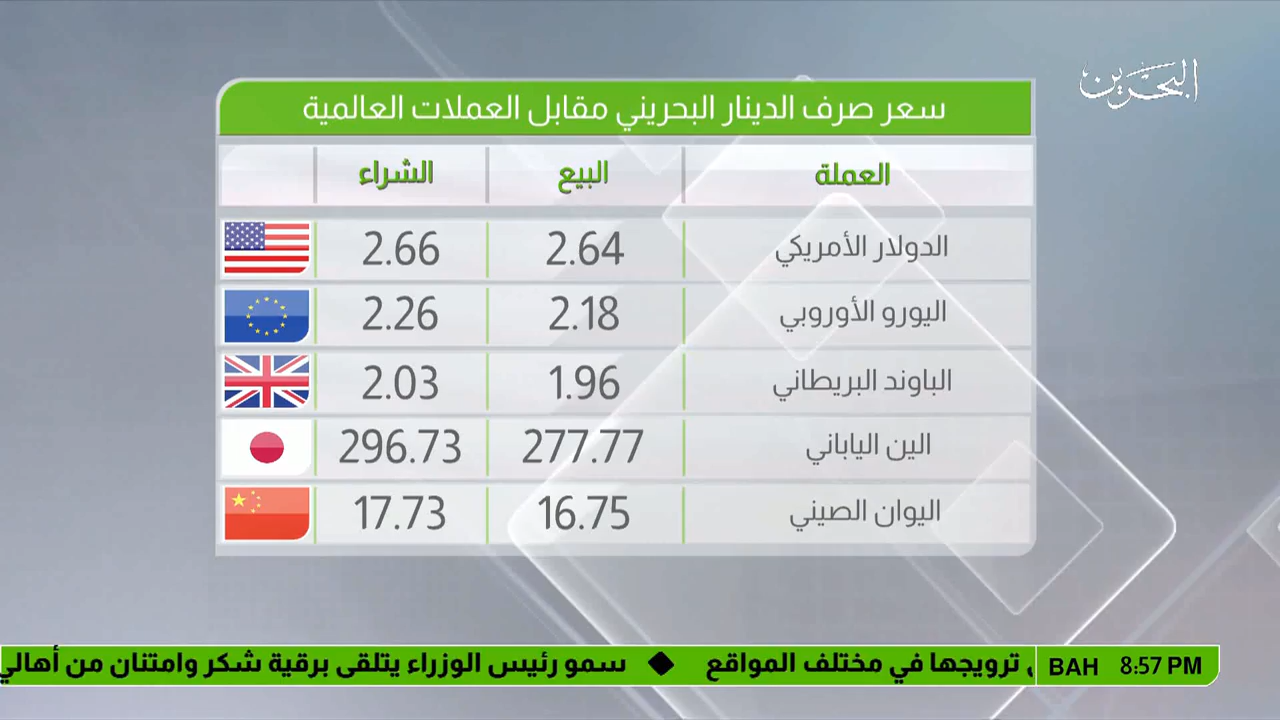 البحرين
سعر صرف الدينار البحريني مقابل العملات العالمية
العملة البيع الشراء
الدولار الأمريكي 2.64 2.66
اليورو الأوروبي 2.18 2.26
الباوند البريطاني 1.96 2.03
الين الياباني 277.77 296.73
اليوان الصيني 16.75 17.73
BAH 8:57 PM
ترويجها في مختلف المواقع ◆ سمو رئيس الوزراء يتلقى برقية شكر وامتنان من أهالي